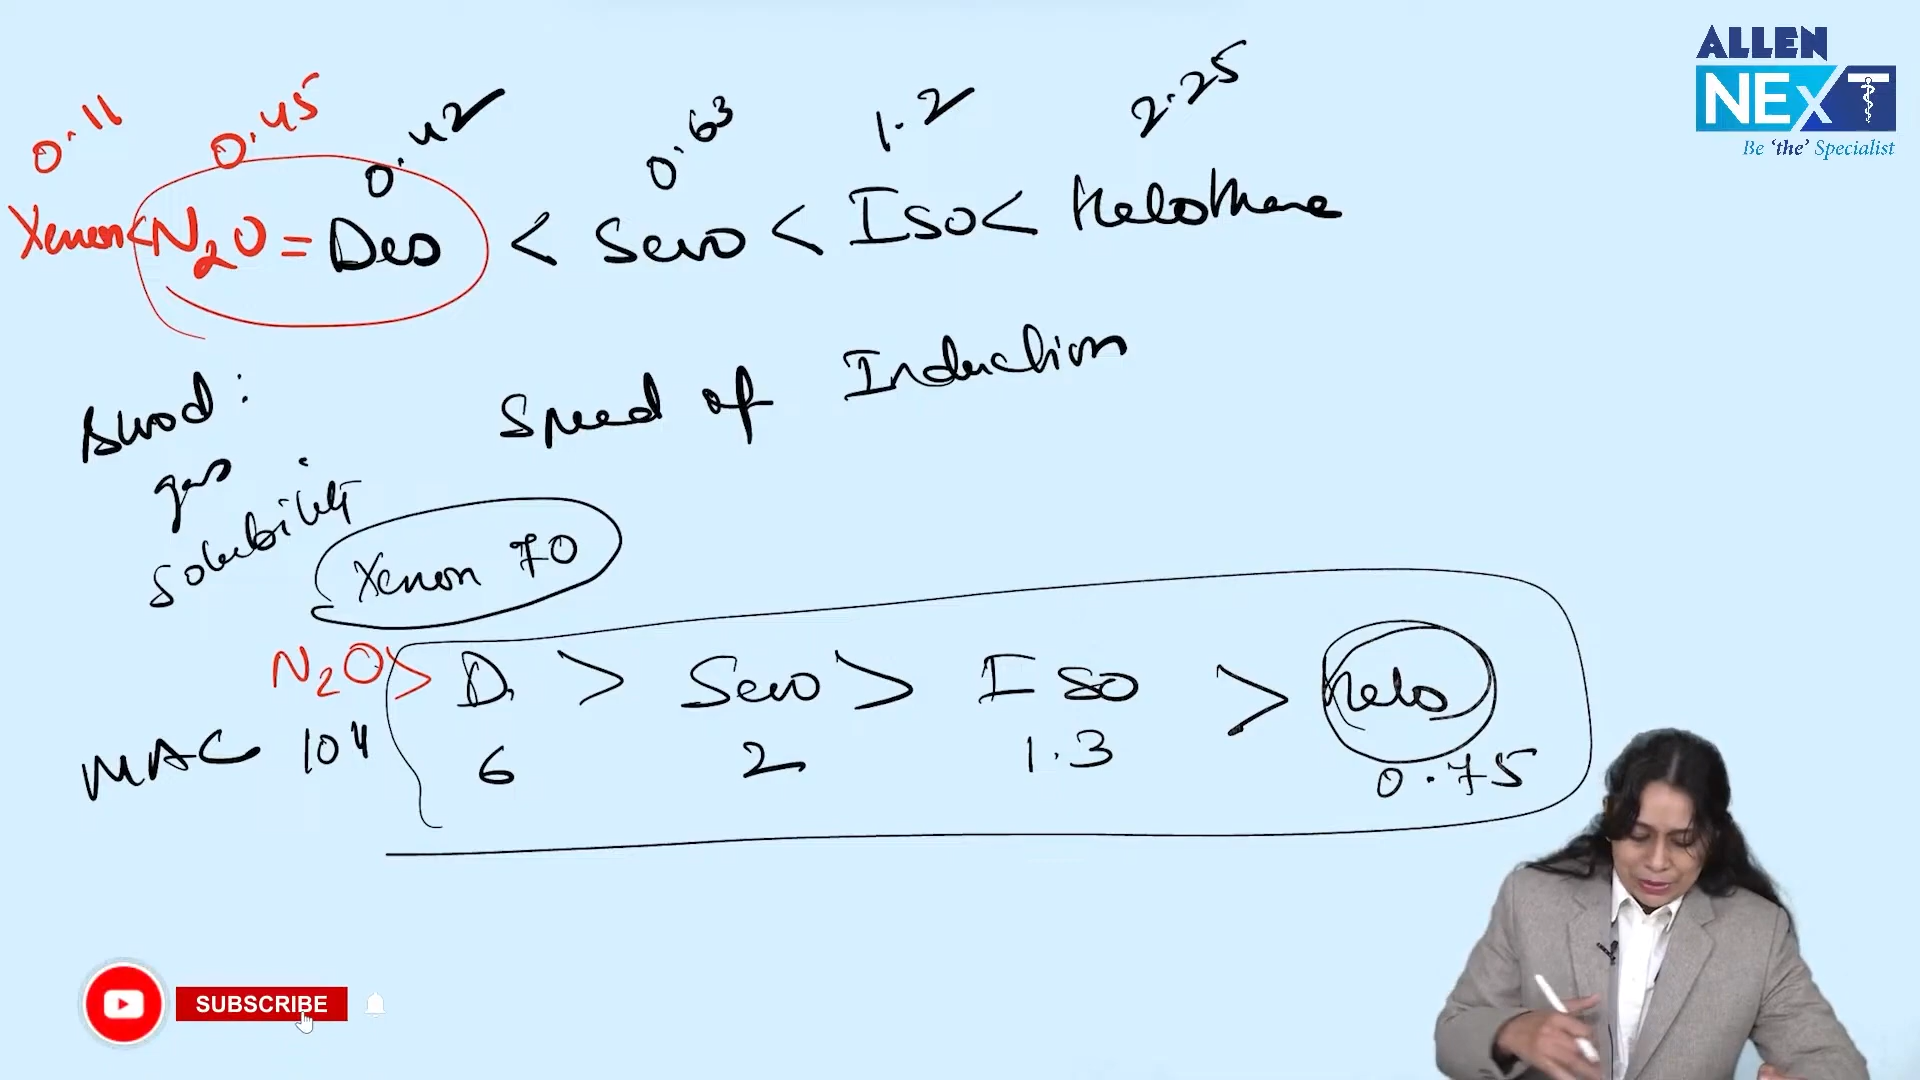 ALLEN
NEXT
Be 'the' Specialist
0.11 0.45 0.42 0.63 1.2 2.25
Xenon < N2O = Des < Sevo < Iso < Halothane
Blood:
gas
solubility
Speed of Induction
Xenon 70
N2O > D > Sevo > Iso > Halo
MAC 104 6 2 1.3 0.75
SUBSCRIBE